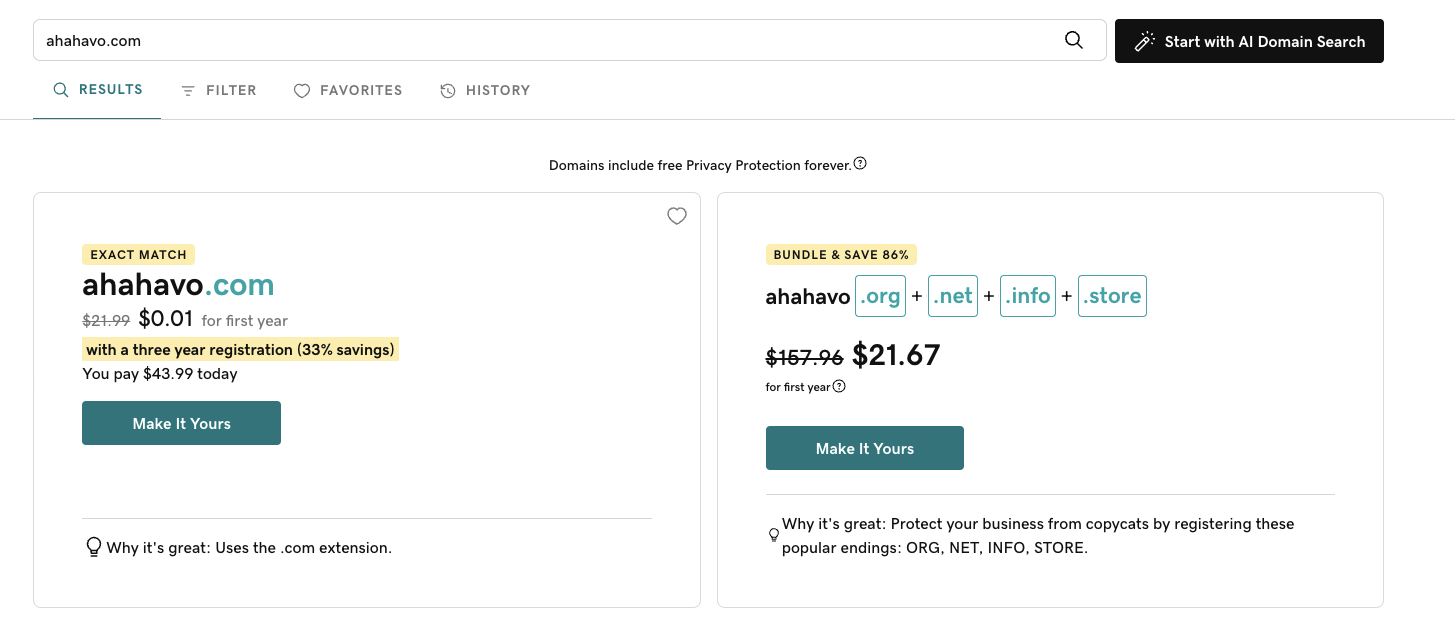 ahahavo.com
Start with AI Domain Search
RESULTS FILTER FAVORITES HISTORY
Domains include free Privacy Protection forever.
EXACT MATCH
ahahavo.com
$21.99 $0.01 for first year
with a three year registration (33% savings)
You pay $43.99 today
Make It Yours
Why it's great: Uses the .com extension.
BUNDLE & SAVE 86%
ahahavo .org + .net + .info + .store
$157.96 $21.67
for first year
Make It Yours
Why it's great: Protect your business from copycats by registering these
popular endings: ORG, NET, INFO, STORE.